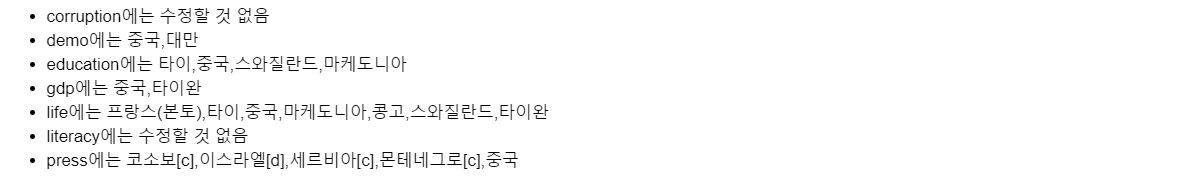 corruption에는 수정할 것 없음
demo에는 중국,대만
education에는 타이,중국,스와질란드,마케도니아
gdp에는 중국,타이완
life에는 프랑스(본토),타이,중국,마케도니아,콩고,스와질란드,타이완
literacy에는 수정할 것 없음
press에는 코소보[c],이스라엘[d],세르비아[c],몬테네그로[c],중국